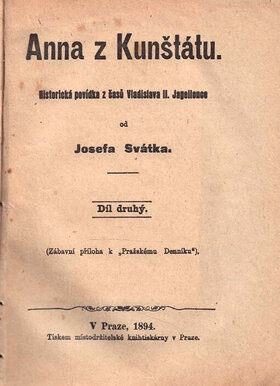 Anna z Kunštátu.
Historická povídka z časů Vladislava II. Jagellonce
od
Josefa Svátka.
Díl druhý.
(Zábavní příloha k „Pražskému Denníku“).
V Praze, 1894.
Tiskem místodržitelské knihtiskárny v Praze.